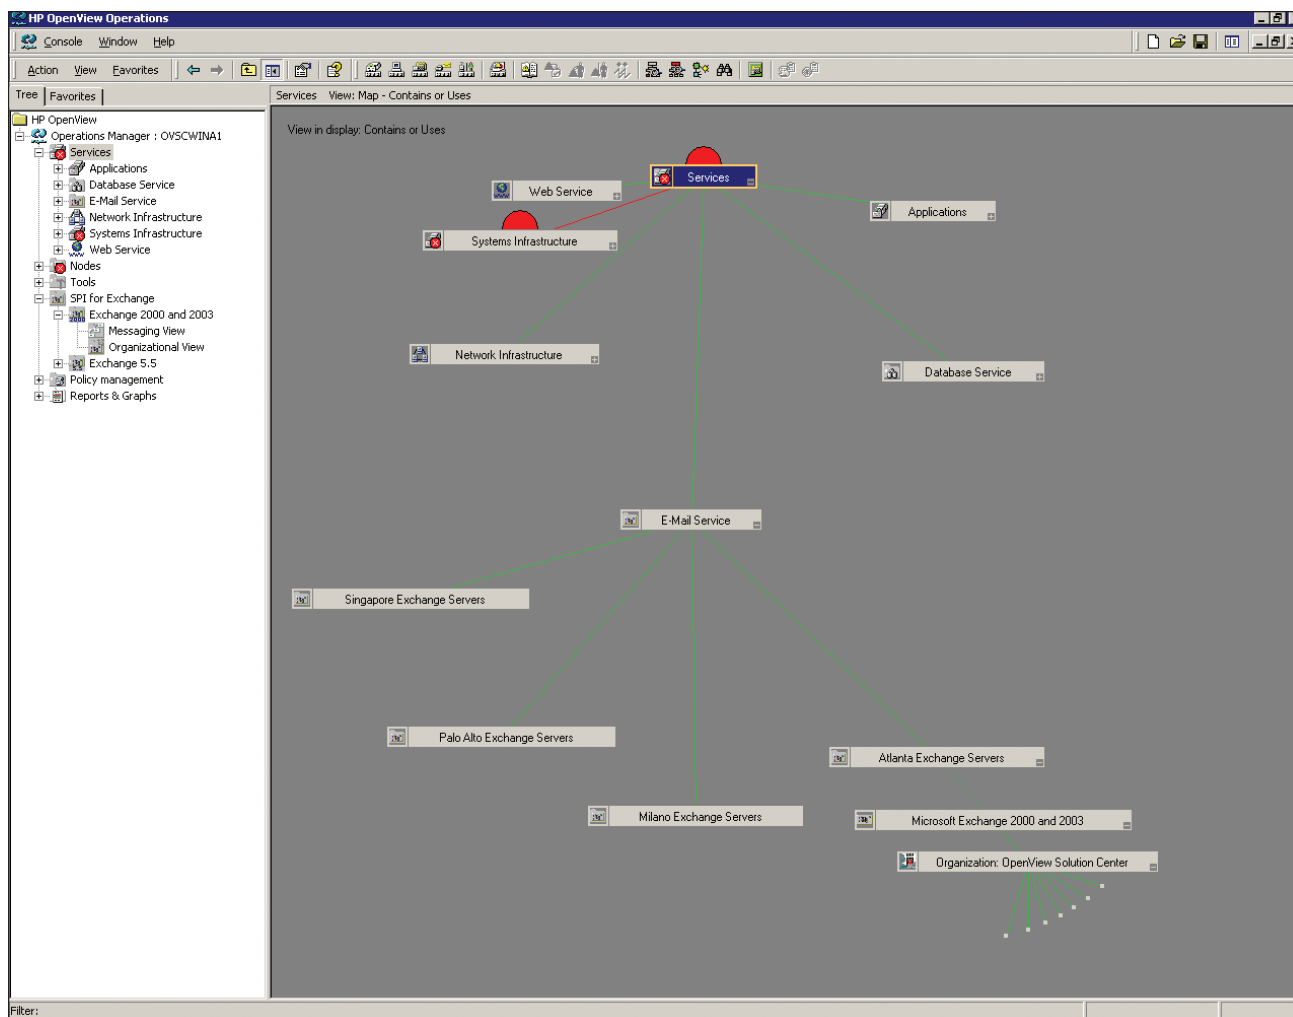 HP OpenView Operations
Console Window Help
Action View Favorites
Tree Favorites
Services View: Map - Contains or Uses
HP OpenView
Operations Manager : OVSCWINA1
Services
Applications
Database Service
E-Mail Service
Network Infrastructure
Systems Infrastructure
Web Service
Nodes
Tools
SPI for Exchange
Exchange 2000 and 2003
Messaging View
Organizational View
Exchange 5.5
Policy management
Reports & Graphs
View in display: Contains or Uses
Services
Web Service
Applications
Systems Infrastructure
Network Infrastructure
Database Service
E-Mail Service
Singapore Exchange Servers
Palo Alto Exchange Servers
Atlanta Exchange Servers
Milano Exchange Servers
Microsoft Exchange 2000 and 2003
Organization: OpenView Solution Center
Filter: